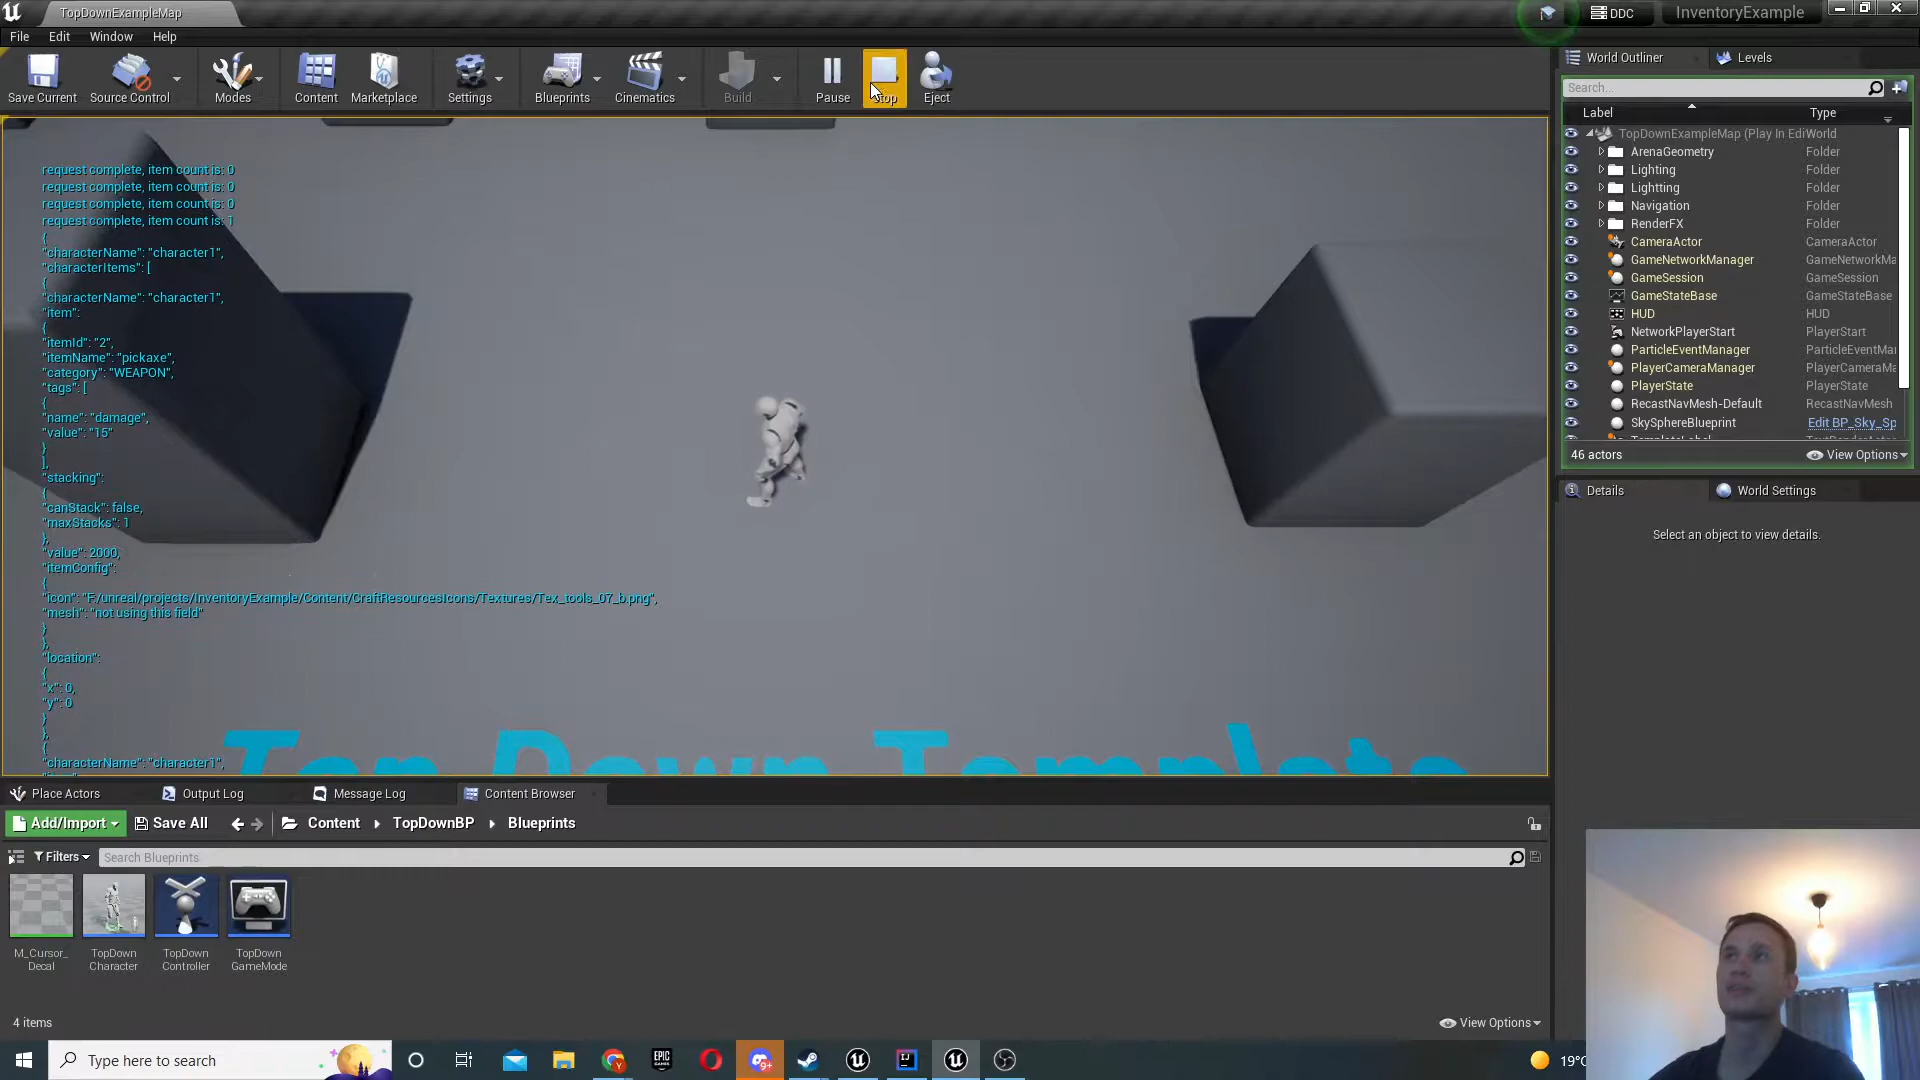 TopDownExampleMap
DDC
InventoryExample
File Edit Window Help
Save Current
Source Control
Modes
Content
Marketplace
Settings
Blueprints
Cinematics
Build
Pause
Stop
Eject
World Outliner
Levels
Search...
Label Type
TopDownExampleMap (Play In Edi World
ArenaGeometry Folder
Lighting Folder
Lightting Folder
Navigation Folder
RenderFX Folder
CameraActor CameraActor
GameNetworkManager GameNetworkMa
GameSession GameSession
GameStateBase GameStateBase
HUD HUD
NetworkPlayerStart PlayerStart
ParticleEventManager ParticleEventMa
PlayerCameraManager PlayerCameraMa
PlayerState PlayerState
RecastNavMesh-Default RecastNavMesh
SkySphereBlueprint Edit BP_Sky_Sp
46 actors
View Options
Details
World Settings
Select an object to view details.
request complete, item count is: 0
request complete, item count is: 0
request complete, item count is: 0
request complete, item count is: 1
{
"characterName": "character1",
"characterItems": [
{
"characterName": "character1",
"item":
{
"itemId": "2",
"itemName": "pickaxe",
"category": "WEAPON",
"tags": [
{
"name": "damage",
"value": "15"
}
],
"stacking":
{
"canStack": false,
"maxStacks": 1
},
"value": 2000,
"itemConfig":
{
"icon": "F:/unreal/projects/InventoryExample/Content/CraftResourcesIcons/Textures/Tex_tools_07_b.png",
"mesh": "not using this field"
}
},
"location":
{
"x": 0,
"y": 0
}
},
{
"characterName": "character1",
Top Down Template
Place Actors
Output Log
Message Log
Content Browser
Add/Import
Save All
Content
TopDownBP
Blueprints
Filters
Search Blueprints
M_Cursor_
Decal
TopDown
Character
TopDown
Controller
TopDown
GameMode
4 items
View Options
Type here to search
EPIC
GAMES
9+
19°C